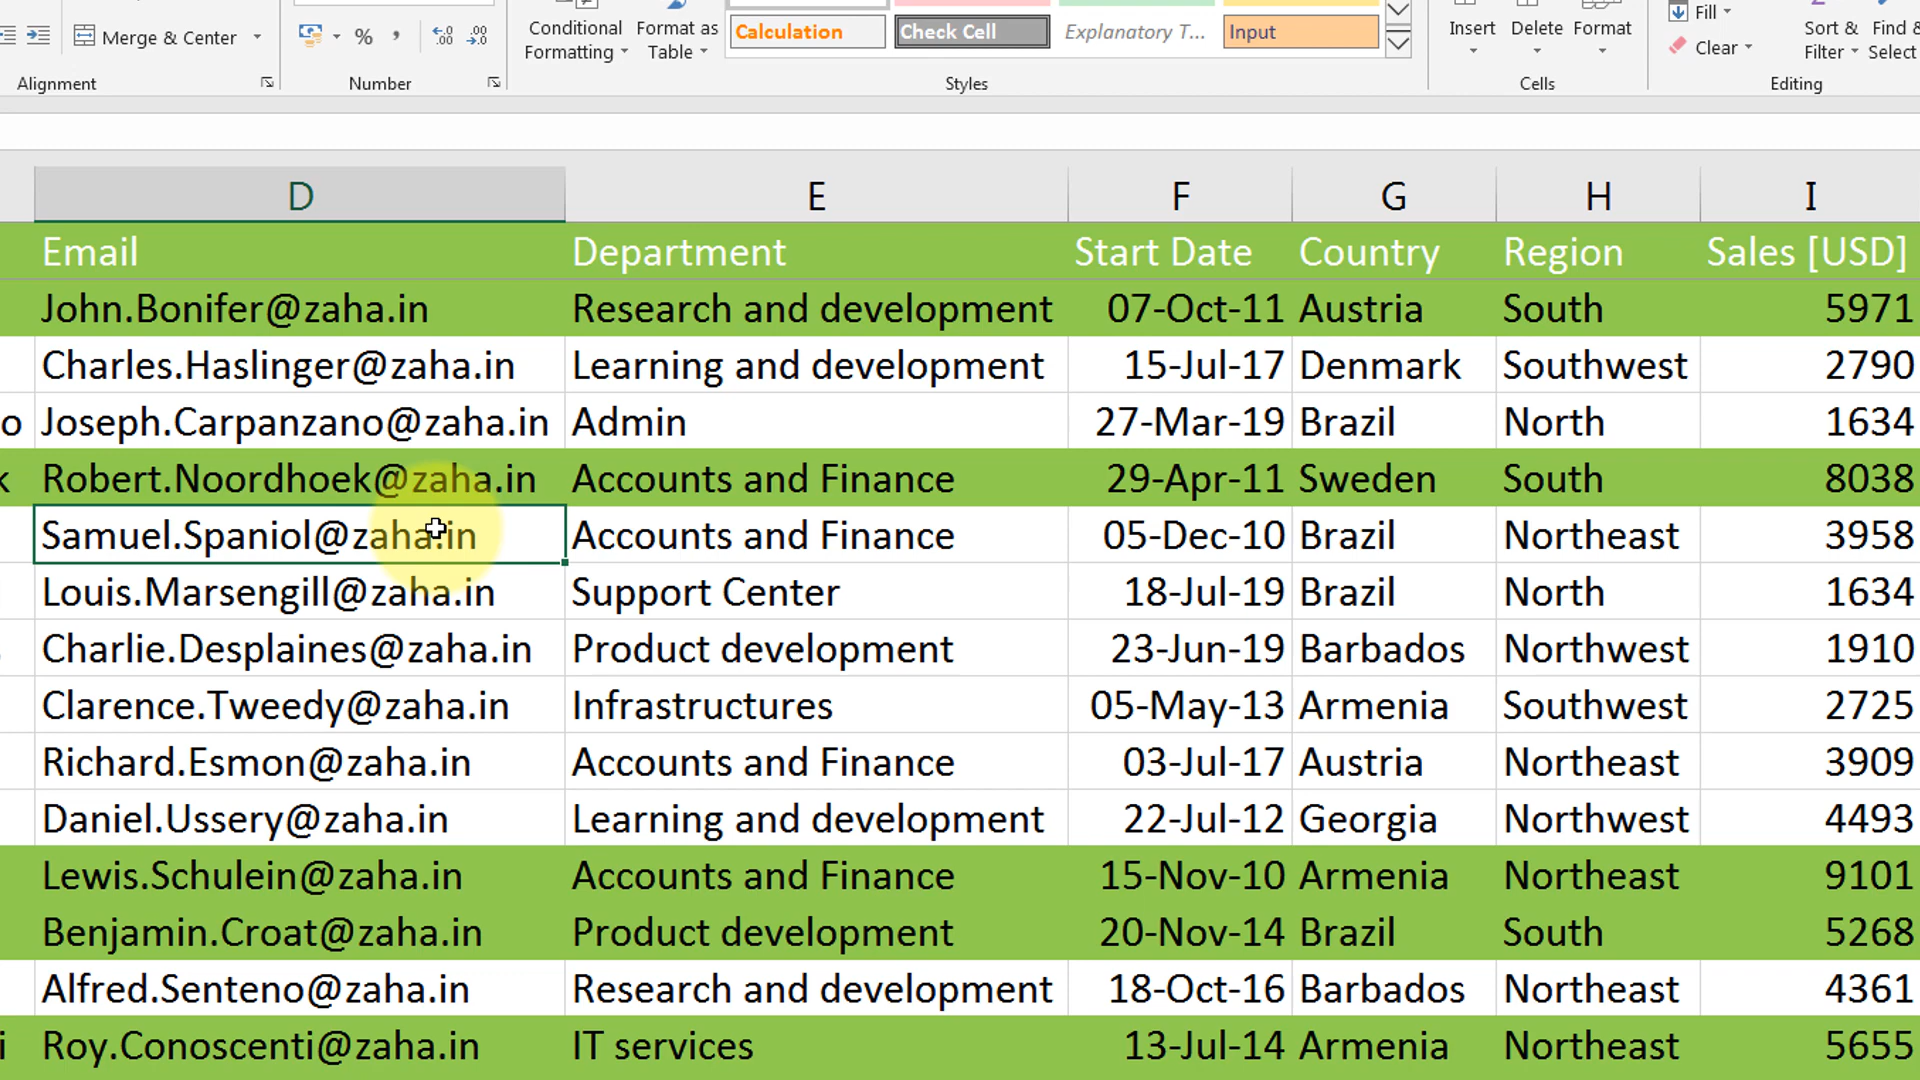 Merge & Center
%
Alignment
Number
Conditional Formatting
Format as Table
Calculation
Check Cell
Explanatory T...
Input
Styles
Insert
Delete
Format
Cells
Fill
Clear
Sort & Filter
Find & Select
Editing
D E F G H I
Email Department Start Date Country Region Sales [USD]
John.Bonifer@zaha.in Research and development 07-Oct-11 Austria South 5971
Charles.Haslinger@zaha.in Learning and development 15-Jul-17 Denmark Southwest 2790
o Joseph.Carpanzano@zaha.in Admin 27-Mar-19 Brazil North 1634
k Robert.Noordhoek@zaha.in Accounts and Finance 29-Apr-11 Sweden South 8038
Samuel.Spaniol@zaha.in Accounts and Finance 05-Dec-10 Brazil Northeast 3958
Louis.Marsengill@zaha.in Support Center 18-Jul-19 Brazil North 1634
Charlie.Desplaines@zaha.in Product development 23-Jun-19 Barbados Northwest 1910
Clarence.Tweedy@zaha.in Infrastructures 05-May-13 Armenia Southwest 2725
Richard.Esmon@zaha.in Accounts and Finance 03-Jul-17 Austria Northeast 3909
Daniel.Ussery@zaha.in Learning and development 22-Jul-12 Georgia Northwest 4493
Lewis.Schulein@zaha.in Accounts and Finance 15-Nov-10 Armenia Northeast 9101
Benjamin.Croat@zaha.in Product development 20-Nov-14 Brazil South 5268
Alfred.Senteno@zaha.in Research and development 18-Oct-16 Barbados Northeast 4361
i Roy.Conoscenti@zaha.in IT services 13-Jul-14 Armenia Northeast 5655